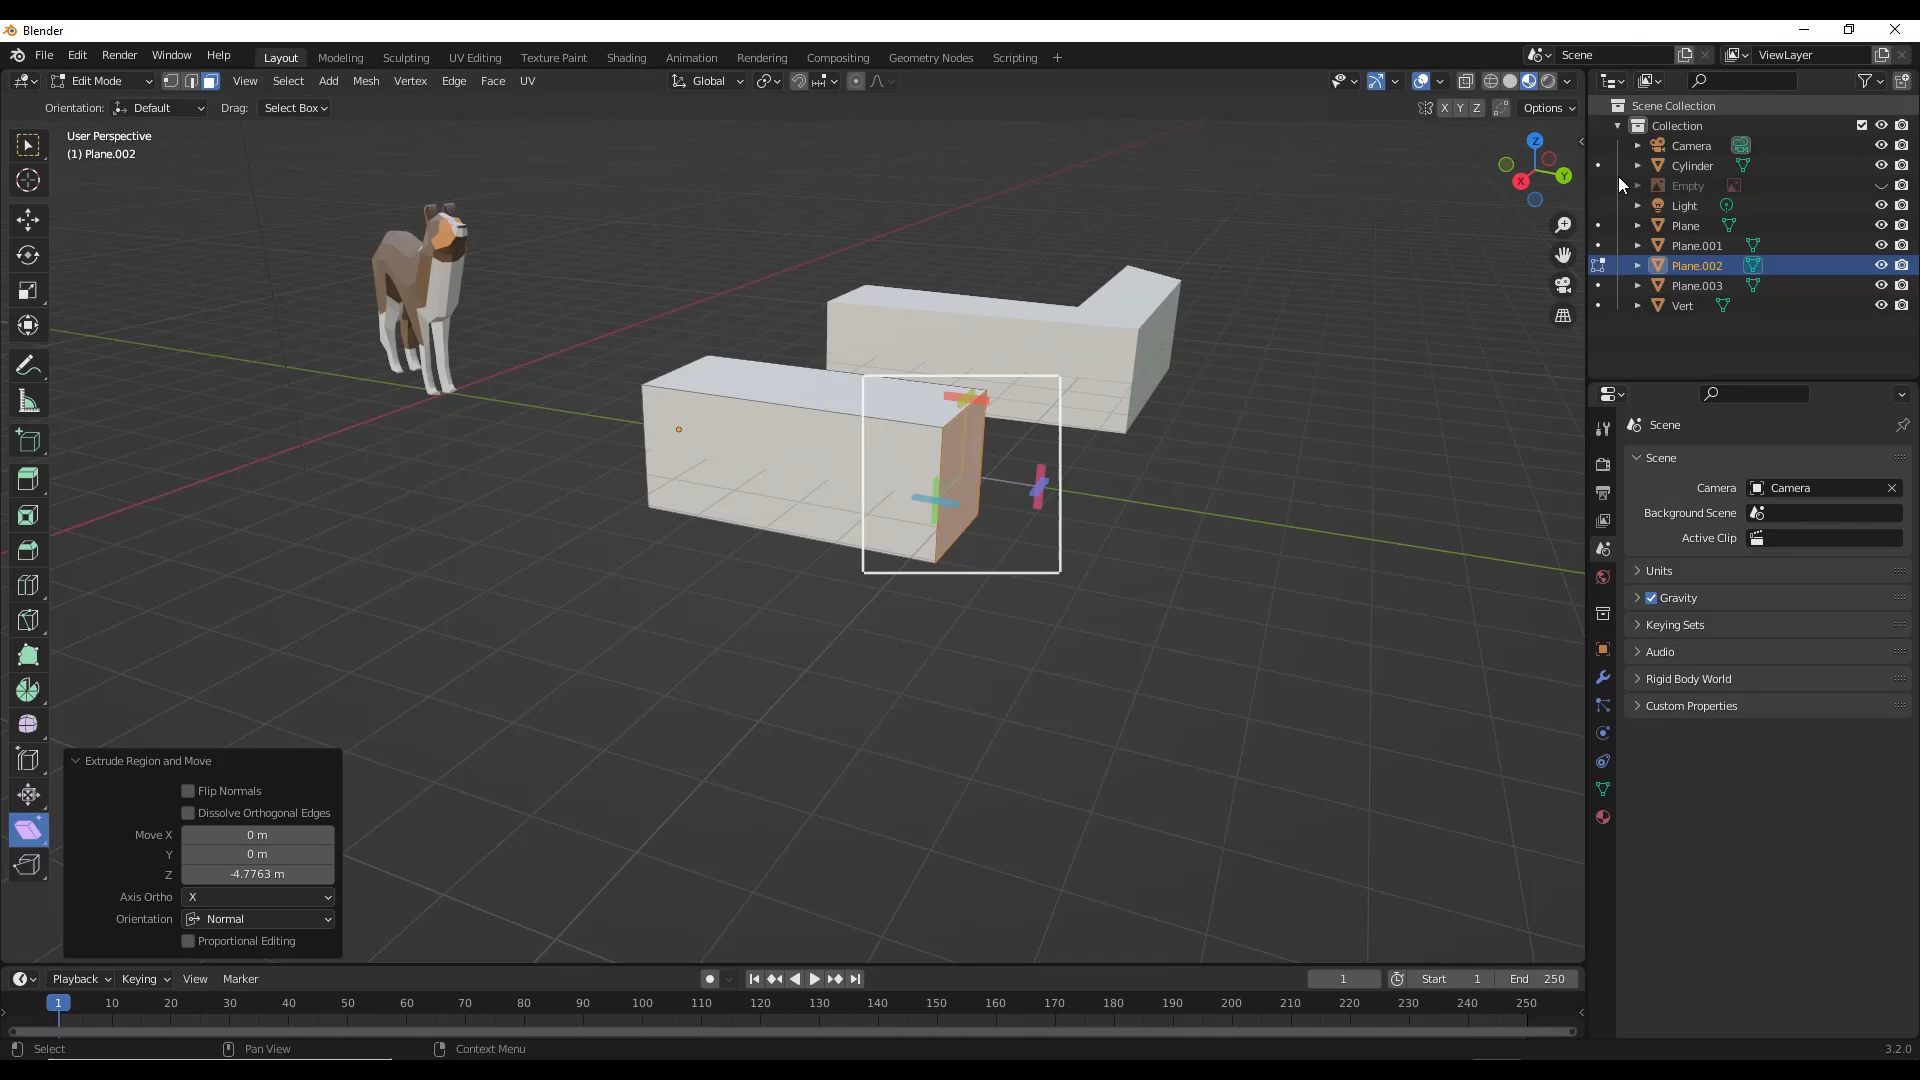 Blender
File Edit Render Window Help Layout Modeling Sculpting UV Editing Texture Paint Shading Animation Rendering Compositing Geometry Nodes Scripting + Scene ViewLayer
Edit Mode View Select Add Mesh Vertex Edge Face UV Global
Orientation: Default Drag: Select Box X Y Z Options
User Perspective
(1) Plane.002
Z
Y
X
Scene Collection
Collection
Camera
Cylinder
Empty
Light
Plane
Plane.001
Plane.002
Plane.003
Vert
Scene
Scene
Camera Camera
Background Scene
Active Clip
Units
Gravity
Keying Sets
Audio
Rigid Body World
Custom Properties
Extrude Region and Move
Flip Normals
Dissolve Orthogonal Edges
Move X 0 m
Y 0 m
Z -4.7763 m
Axis Ortho X
Orientation Normal
Proportional Editing
Playback Keying View Marker 1 Start 1 End 250
1 10 20 30 40 50 60 70 80 90 100 110 120 130 140 150 160 170 180 190 200 210 220 230 240 250
Select Pan View Context Menu 3.2.0